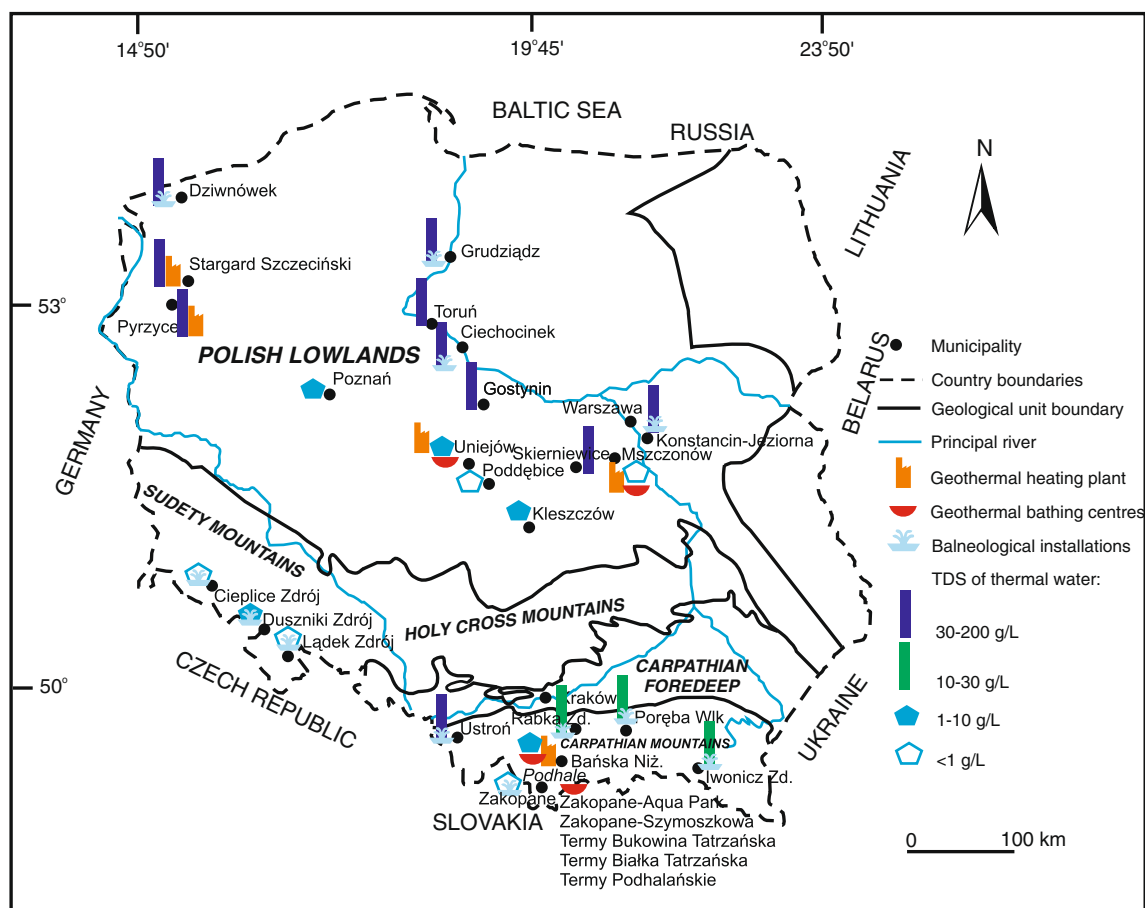 14°50'
19°45'
23°50'
BALTIC SEA
RUSSIA
N
LITHUANIA
Dziwnówek
Grudziądz
Stargard Szczeciński
53°
Pyrzyce
Toruń
Ciechocinek
POLISH LOWLANDS
Poznań
Gostynin
BELARUS
GERMANY
Warszawa
Konstancin-Jeziorna
Uniejów
Skierniewice
Mszczonów
Poddębice
Kleszczów
SUDETY MOUNTAINS
Cieplice Zdrój
Duszniki Zdrój
Lądek Zdrój
HOLY CROSS MOUNTAINS
CZECH REPUBLIC
50°
CARPATHIAN
FOREDEEP
Kraków
Rabka Zd.
Poręba Wlk
Ustroń
CARPATHIAN MOUNTAINS
Bańska Niż.
Iwonicz Zd.
UKRAINE
Podhale
Zakopane
SLOVAKIA
Zakopane-Aqua Park
Zakopane-Szymoszkowa
Termy Bukowina Tatrzańska
Termy Białka Tatrzańska
Termy Podhalańskie
Municipality
Country boundaries
Geological unit boundary
Principal river
Geothermal heating plant
Geothermal bathing centres
Balneological installations
TDS of thermal water:
30-200 g/L
10-30 g/L
1-10 g/L
<1 g/L
0 100 km